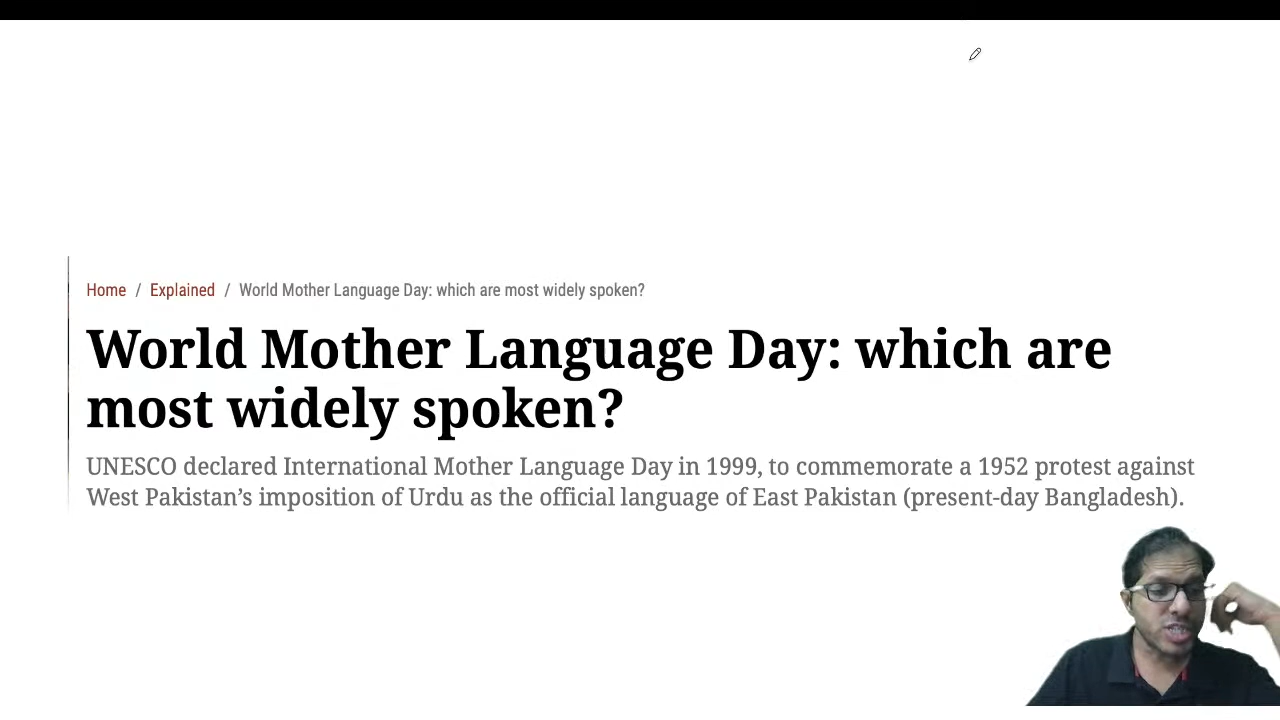 Home / Explained / World Mother Language Day: which are most widely spoken?
World Mother Language Day: which are
most widely spoken?
UNESCO declared International Mother Language Day in 1999, to commemorate a 1952 protest against
West Pakistan’s imposition of Urdu as the official language of East Pakistan (present-day Bangladesh).